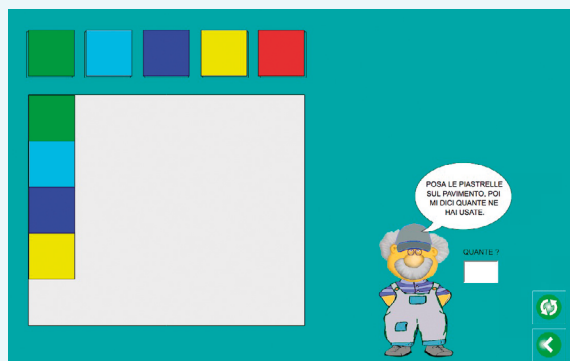 POSA LE PIASTRELLE
SUL PAVIMENTO, POI
MI DICI QUANTE NE
HAI USATE.
QUANTE ?